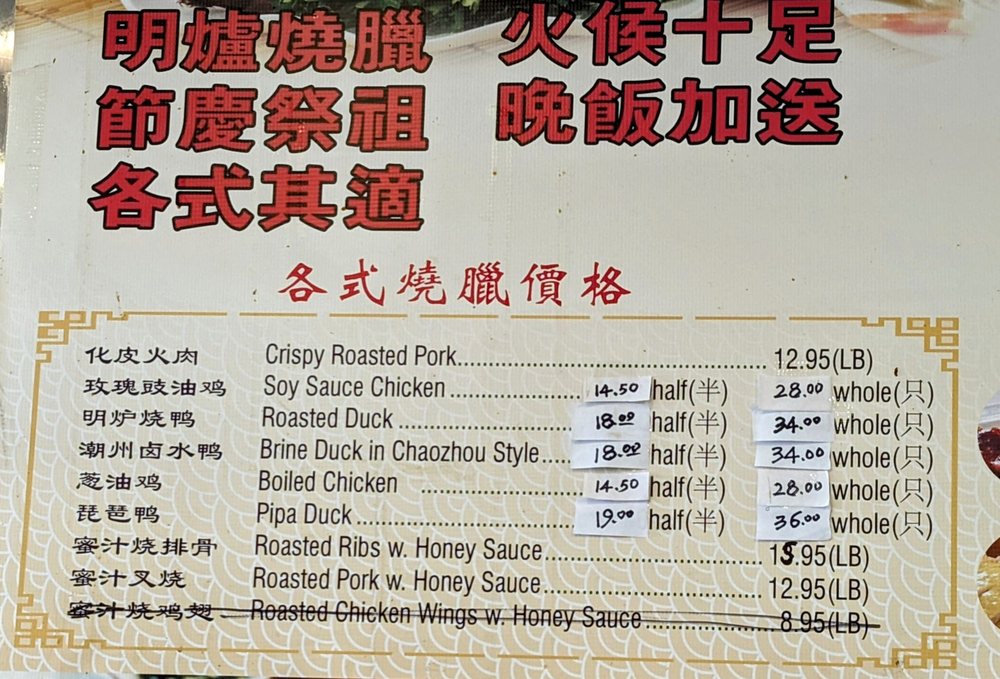 明爐燒臘 火候十足
節慶祭祖 晚飯加送
各式其適
各式燒臘價格
化皮火肉 Crispy Roasted Pork 12.95(LB)
玫瑰豉油鸡 Soy Sauce Chicken 14.50 half(半) 28.00 whole(只)
明炉烧鸭 Roasted Duck 18.00 half(半) 34.00 whole(只)
潮州卤水鸭 Brine Duck in Chaozhou Style 18.00 half(半) 34.00 whole(只)
葱油鸡 Boiled Chicken 14.50 half(半) 28.00 whole(只)
琵琶鸭 Pipa Duck 19.00 half(半) 36.00 whole(只)
蜜汁烧排骨 Roasted Ribs w. Honey Sauce 15.95(LB)
蜜汁叉烧 Roasted Pork w. Honey Sauce 12.95(LB)
蜜汁烧鸡翅 Roasted Chicken Wings w. Honey Sauce 8.95(LB)